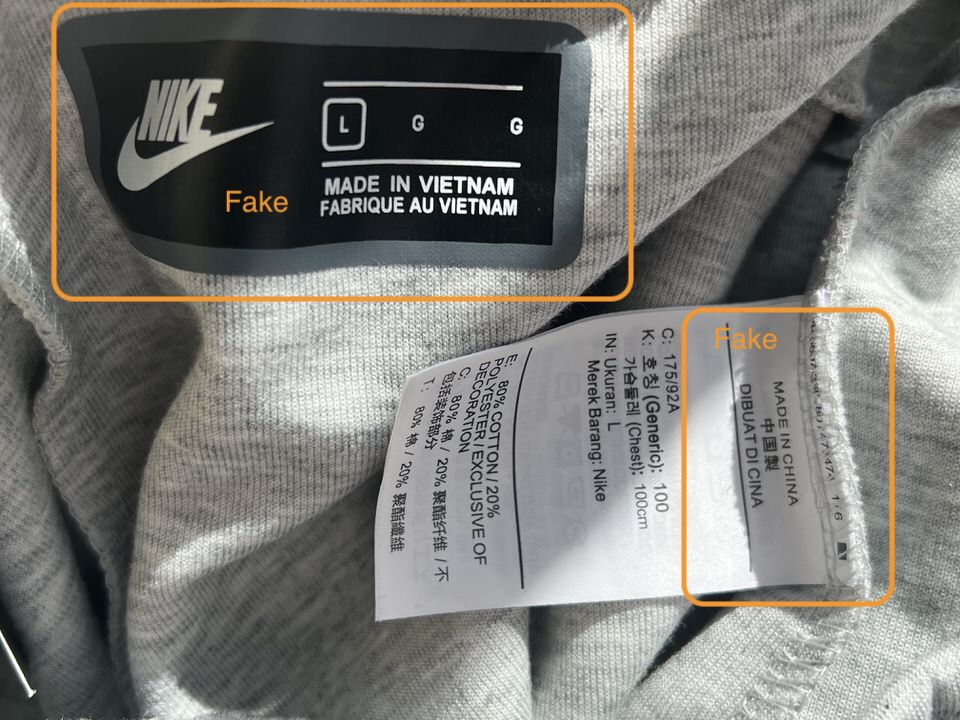 NIKE
L G G
MADE IN VIETNAM
FABRIQUE AU VIETNAM
Fake
Fake
MADE IN CHINA
中国製
DIBUAT DI CINA
C: 175/92A
K: 호칭 (Generic): 100
가슴둘레 (Chest): 100cm
IN: Ukuran: L
Merek Barang: Nike
E: 80% COTTON / 20%
POLYESTER / EXCLUSIVE OF
DECORATION
C: 80% 棉 / 20% 聚酯纤维 / 不
包括装饰部分
T: 80% 棉 / 20% 聚酯纖維
1/6